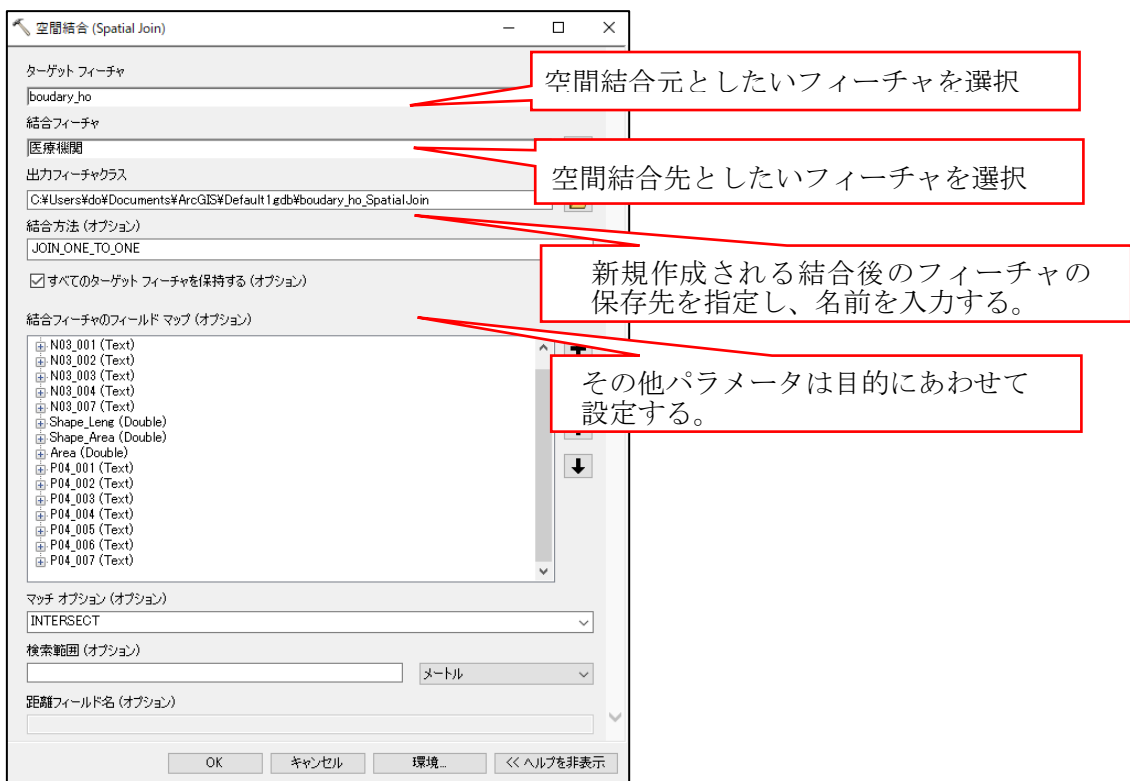 空間結合 (Spatial Join)
ターゲット フィーチャ
boudary_ho
空間結合元としたいフィーチャを選択
結合フィーチャ
医療機関
空間結合先としたいフィーチャを選択
出力フィーチャクラス
C:¥Users¥do¥Documents¥ArcGIS¥Default1.gdb¥boudary_ho_SpatialJoin
結合方法 (オプション)
JOIN_ONE_TO_ONE
新規作成される結合後のフィーチャの
保存先を指定し、名前を入力する。
すべてのターゲット フィーチャを保持する (オプション)
結合フィーチャのフィールド マップ (オプション)
その他パラメータは目的にあわせて
設定する。
N03_001 (Text)
N03_002 (Text)
N03_003 (Text)
N03_004 (Text)
N03_007 (Text)
Shape_Leng (Double)
Shape_Area (Double)
Area (Double)
P04_001 (Text)
P04_002 (Text)
P04_003 (Text)
P04_004 (Text)
P04_005 (Text)
P04_006 (Text)
P04_007 (Text)
マッチ オプション (オプション)
INTERSECT
検索範囲 (オプション)
メートル
距離フィールド名 (オプション)
OK
キャンセル
環境...
<< ヘルプを非表示